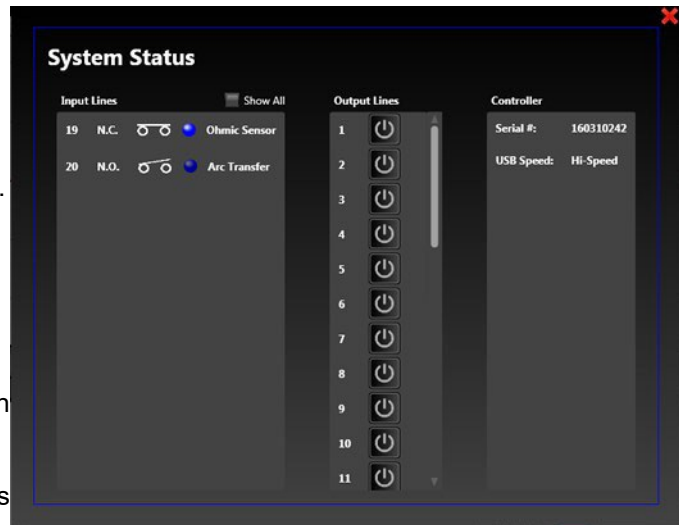 System Status
Input Lines
Show All
19 N.C. Ohmic Sensor
20 N.O. Arc Transfer
Output Lines
1
2
3
4
5
6
7
8
9
10
11
Controller
Serial #: 160310242
USB Speed: Hi-Speed